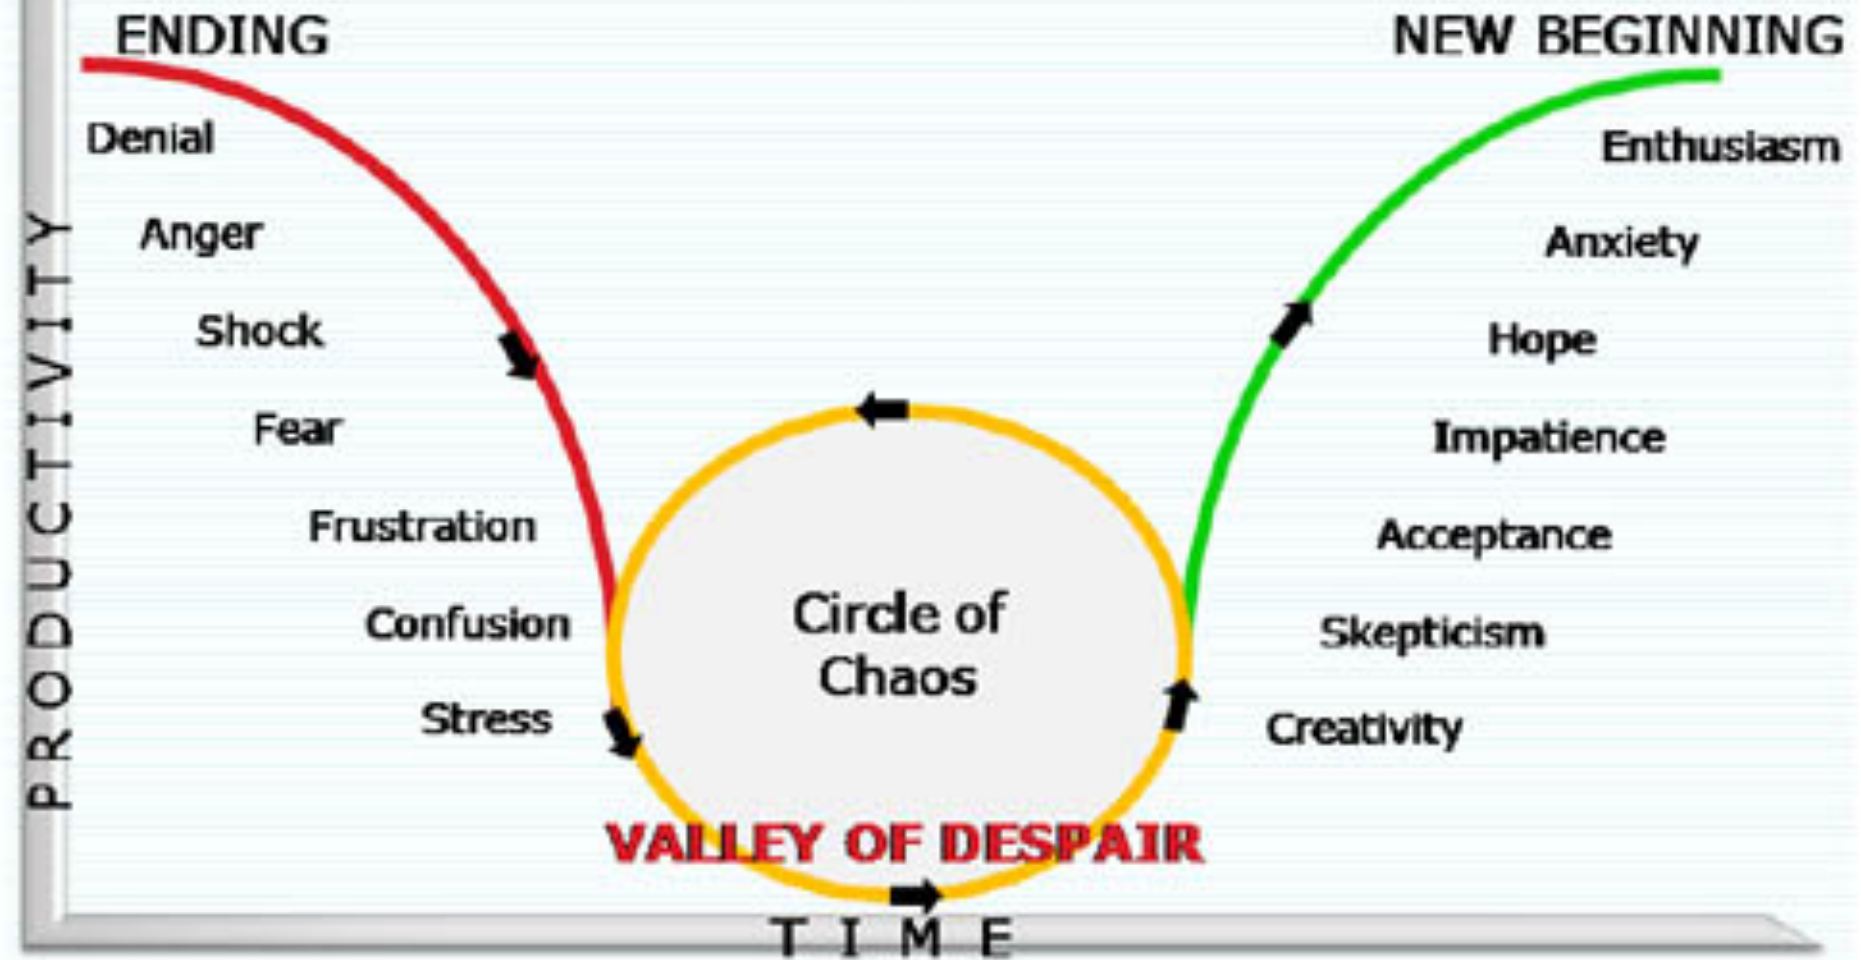 ENDING
NEW BEGINNING
Denial
Anger
Shock
Fear
Frustration
Confusion
Stress
Circle of
Chaos
VALLEY OF DESPAIR
Enthusiasm
Anxiety
Hope
Impatience
Acceptance
Skepticism
Creativity
PRODUCTIVITY
TIME